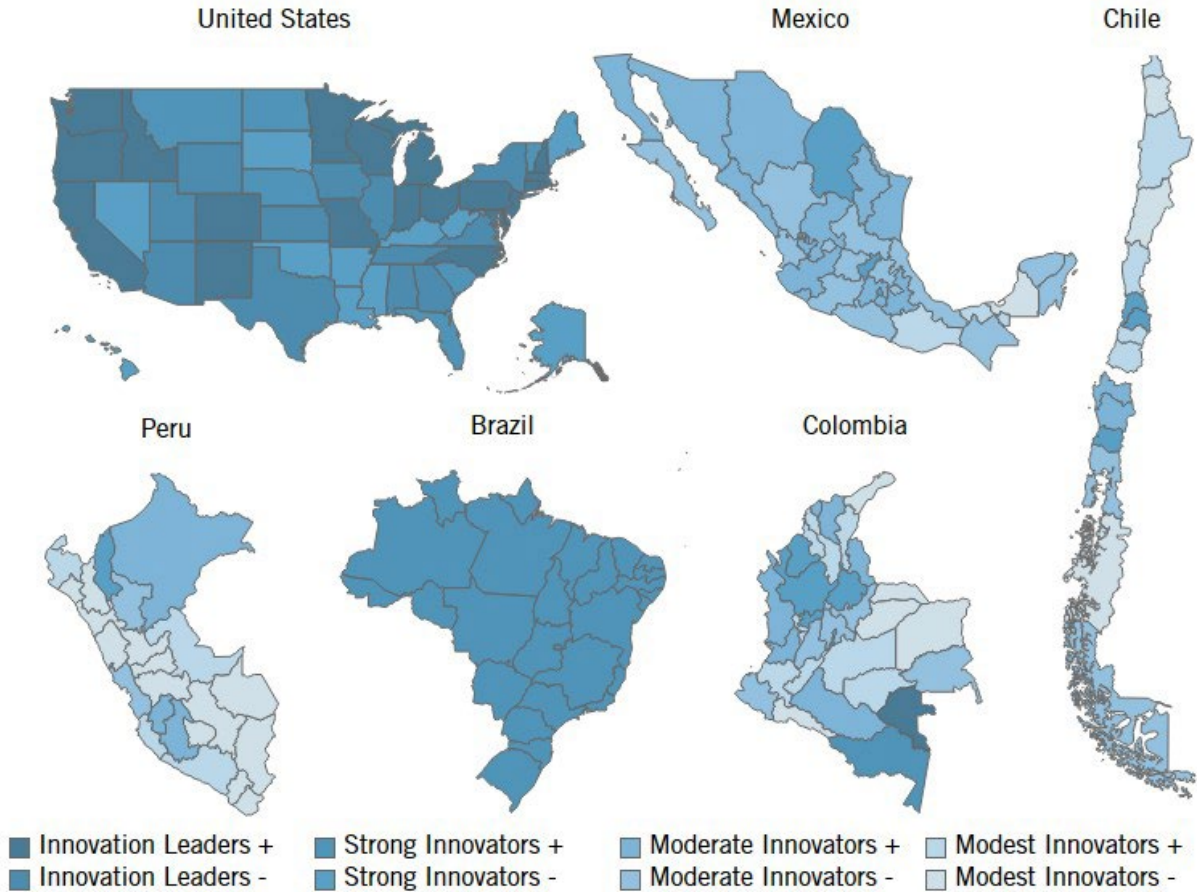 United States
Mexico
Chile
Peru
Brazil
Colombia
Innovation Leaders +
Strong Innovators +
Moderate Innovators +
Modest Innovators +
Innovation Leaders -
Strong Innovators -
Moderate Innovators -
Modest Innovators -